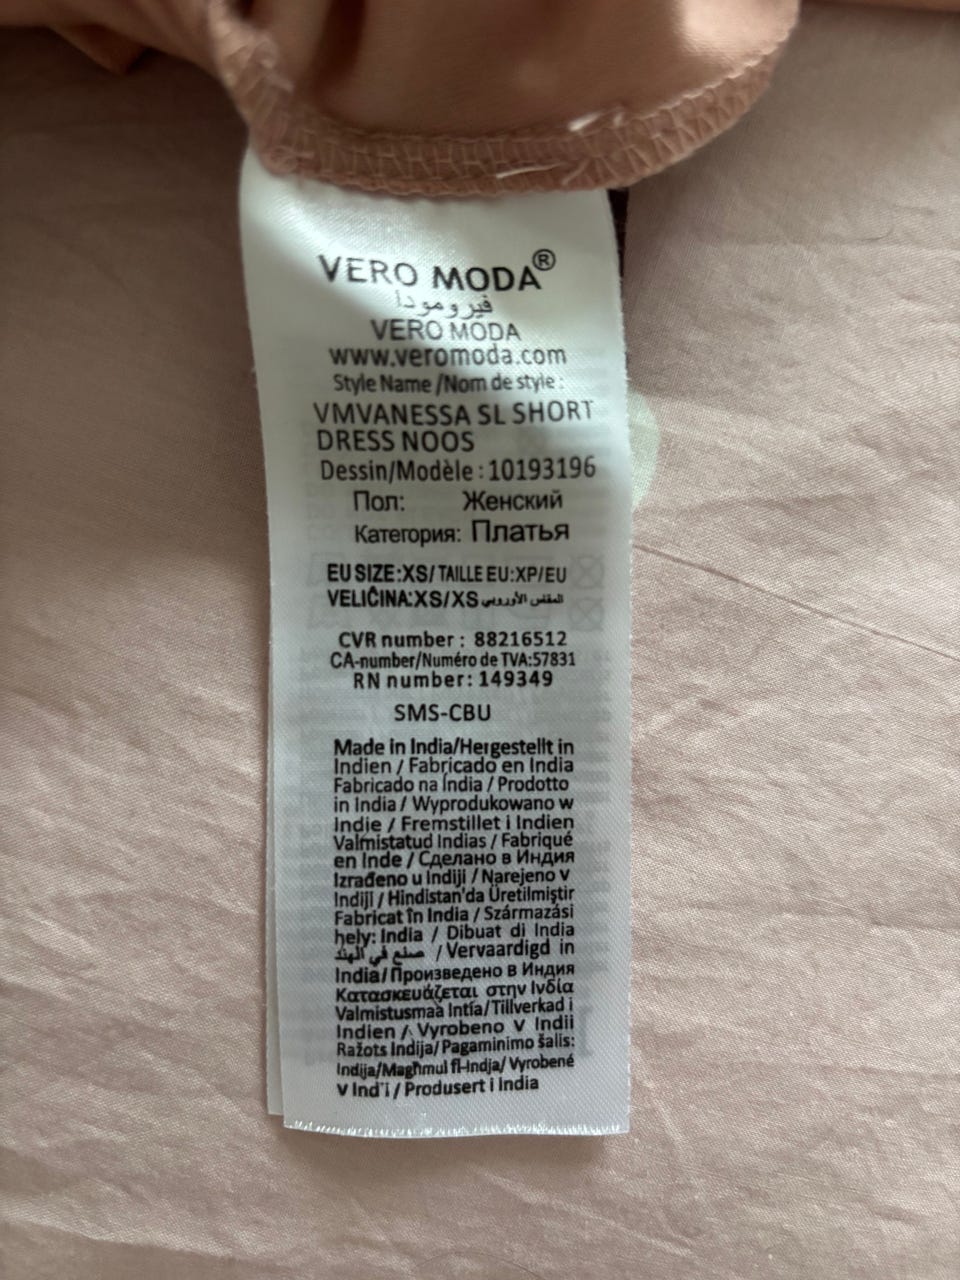 VERO MODA®
فيرومودا
VERO MODA
www.veromoda.com
Style Name /Nom de style :
VMVANESSA SL SHORT
DRESS NOOS
Dessin/Modèle : 10193196
Пол: Женский
Категория: Платья
EU SIZE:XS/ TAILLE EU:XP/EU
VELIČINA:XS/XS المقاس الأوروبي
CVR number : 88216512
CA-number/Numéro de TVA:57831
RN number: 149349
SMS-CBU
Made in India/Hergestellt in
Indien / Fabricado en India
Fabricado na Índia / Prodotto
in India / Wyprodukowano w
Indie / Fremstillet i Indien
Valmistatud Indias / Fabriqué
en Inde / Сделано в Индия
Izrađeno u Indiji / Narejeno v
Indiji / Hindistan'da Üretilmiştir
Fabricat în India / Származási
hely: India / Dibuat di India
صنع في الهند / Vervaardigd in
India/ Произведено в Индия
Κατασκευάζεται στην Ινδία
Valmistusmaa Intia/Tillverkad i
Indien / Vyrobeno v Indii
Ražots Indija/ Pagaminimo šalis:
Indija/Magħmul fl-Indja/ Vyrobené
v Ind'i / Produsert i India